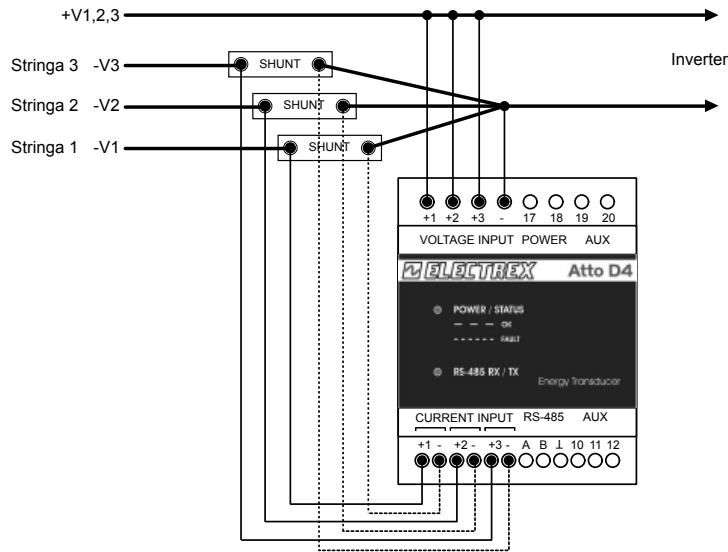 +V1,2,3
Stringa 3 -V3
SHUNT
Inverter
Stringa 2 -V2
SHUNT
Stringa 1 -V1
SHUNT
+1 +2 +3 - 17 18 19 20
VOLTAGE INPUT POWER AUX
ELECTREX Atto D4
POWER / STATUS
OK
FAULT
RS-485 RX / TX
Energy Transducer
CURRENT INPUT RS-485 AUX
+1 - +2 - +3 - A B ⊥ 10 11 12